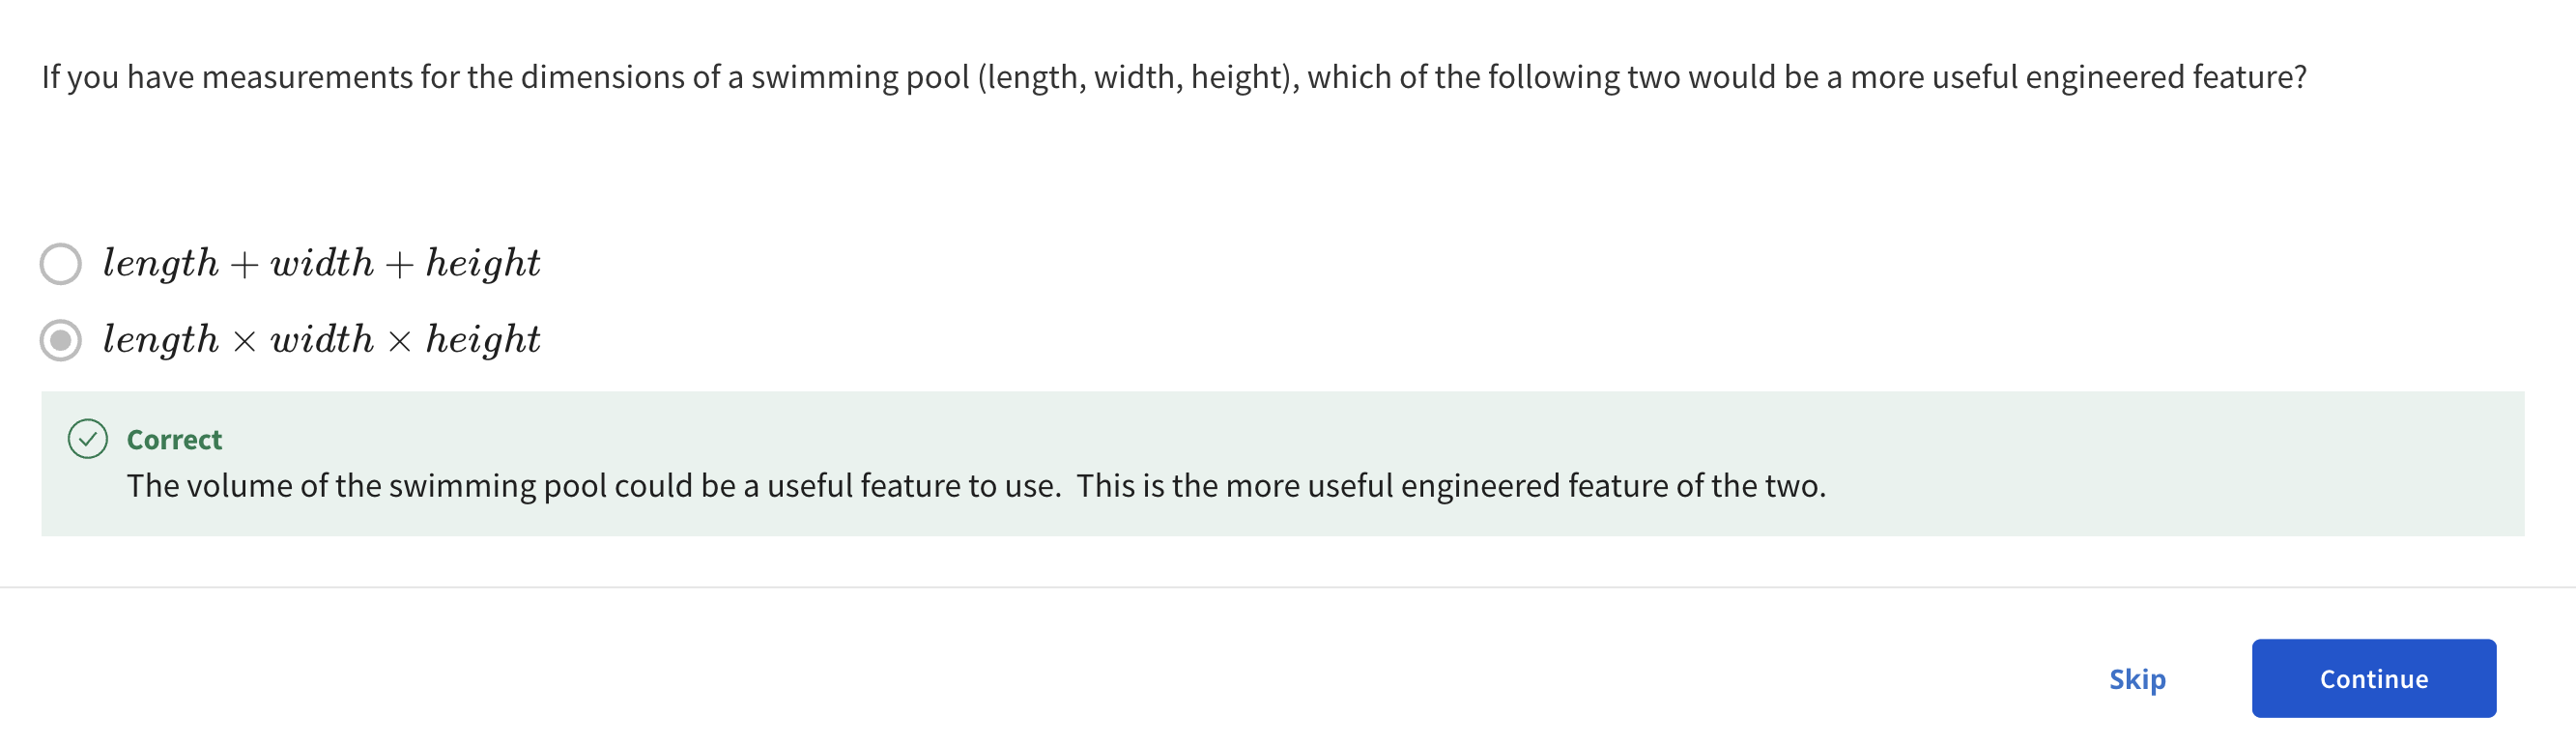 If you have measurements for the dimensions of a swimming pool (length, width, height), which of the following two would be a more useful engineered feature?
length + width + height
length × width × height
Correct
The volume of the swimming pool could be a useful feature to use.  This is the more useful engineered feature of the two.
Skip
Continue